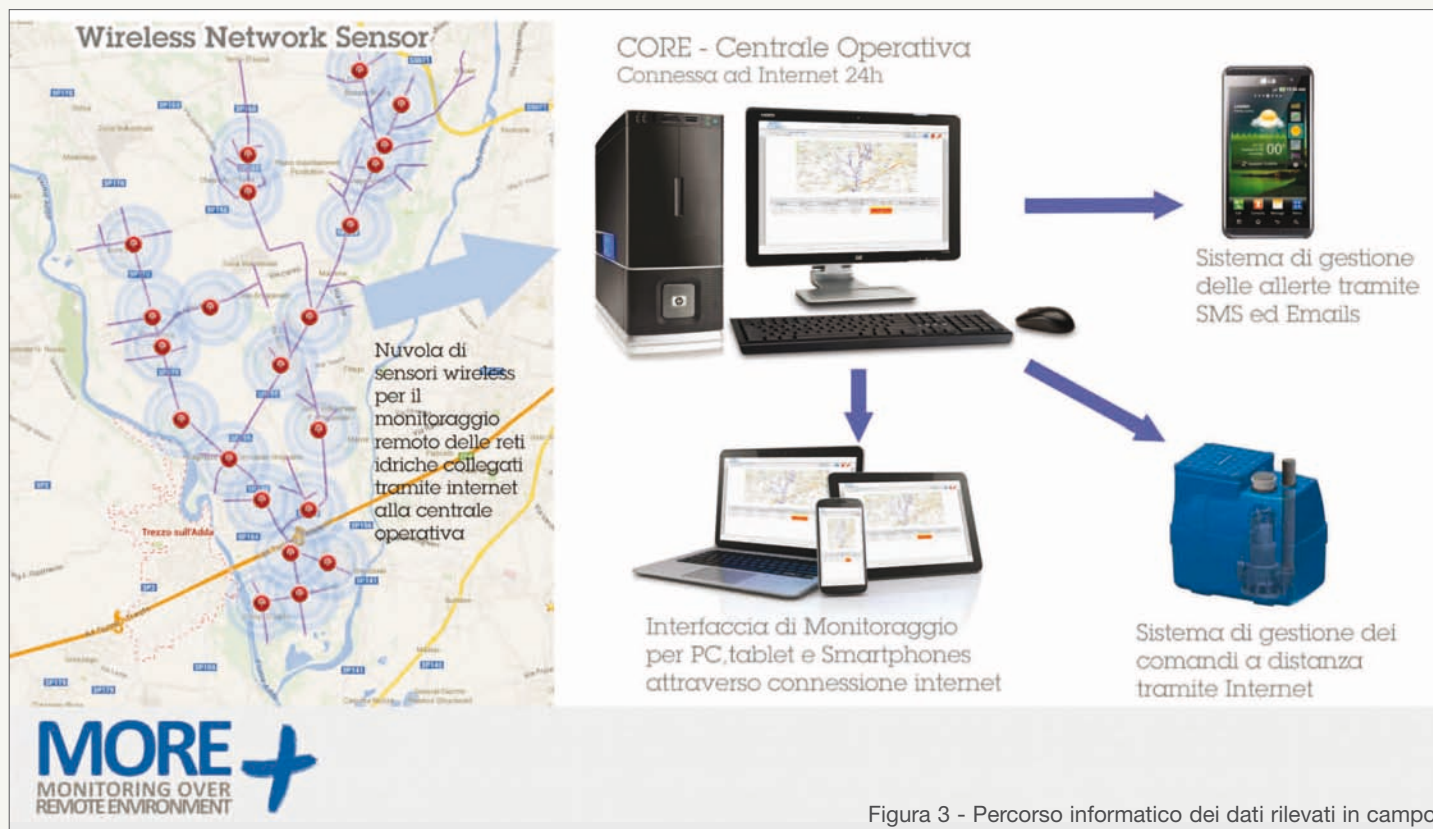 Wireless Network Sensor
CORE - Centrale Operativa
Connessa ad Internet 24h
Nuvola di
sensori wireless
per il
monitoraggio
remoto delle reti
idriche collegati
tramite internet
alla centrale
operativa
Trezzo sull'Adda
Sistema di gestione
delle allerte tramite
SMS ed Emails
Interfaccia di Monitoraggio
per PC,tablet e Smartphones
attraverso connessione internet
Sistema di gestione dei
comandi a distanza
tramite Internet
MORE+
MONITORING OVER
REMOTE ENVIRONMENT
Figura 3 - Percorso informatico dei dati rilevati in campo